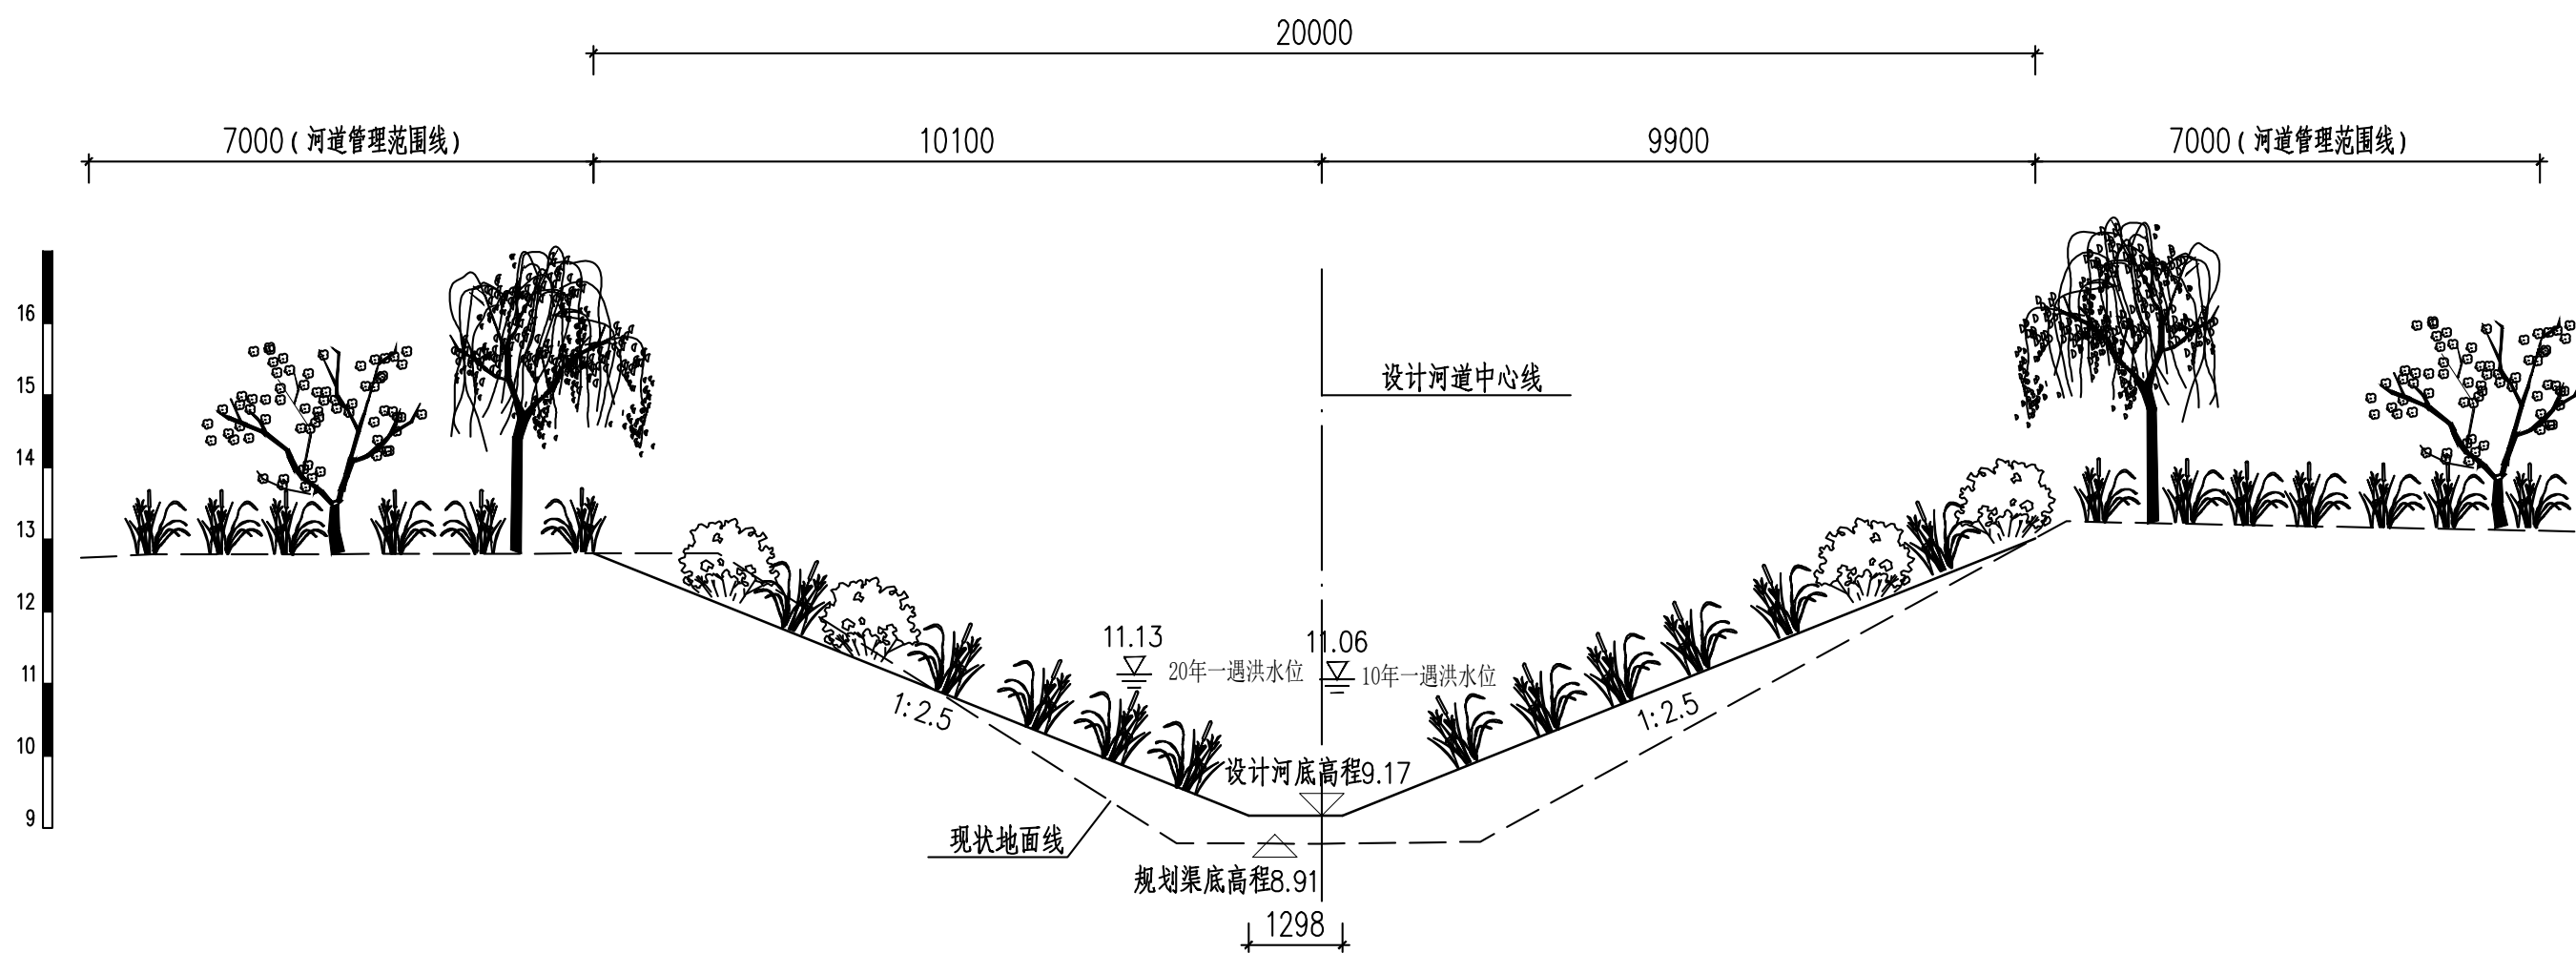 20000
7000(河道管理范围线)
10100
9900
7000(河道管理范围线)
16
15
14
13
12
11
10
9
设计河道中心线
11.13
20年一遇洪水位
11.06
10年一遇洪水位
1:2.5
1:2.5
设计河底高程9.17
现状地面线
规划渠底高程8.91
1298